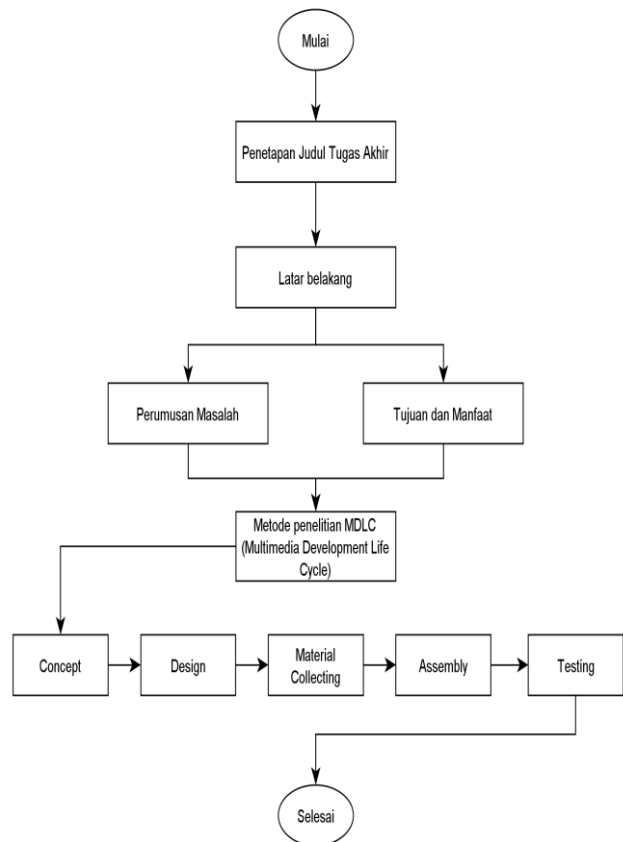 Mulai
Penetapan Judul Tugas Akhir
Latar belakang
Perumusan Masalah
Tujuan dan Manfaat
Metode penelitian MDLC
(Multimedia Development Life
Cycle)
Concept
Design
Material
Collecting
Assembly
Testing
Selesai